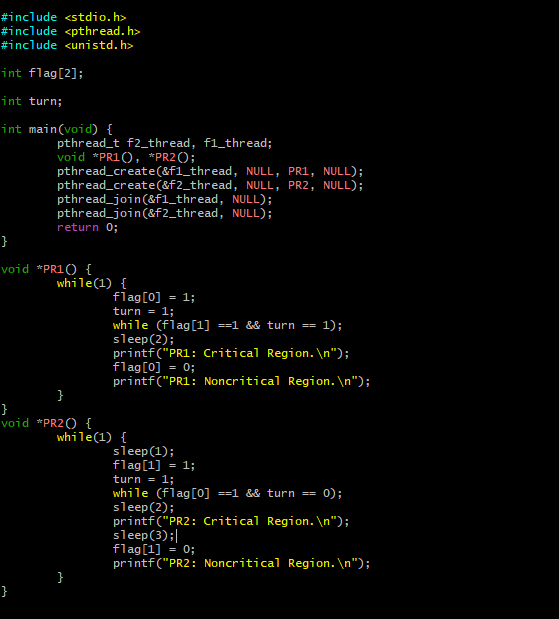 #include <stdio.h>
#include <pthread.h>
#include <unistd.h>

int flag[2];

int turn;

int main(void) {
        pthread_t f2_thread, f1_thread;
        void *PR1(), *PR2();
        pthread_create(&f1_thread, NULL, PR1, NULL);
        pthread_create(&f2_thread, NULL, PR2, NULL);
        pthread_join(&f1_thread, NULL);
        pthread_join(&f2_thread, NULL);
        return 0;
}

void *PR1() {
        while(1) {
                flag[0] = 1;
                turn = 1;
                while (flag[1] ==1 && turn == 1);
                sleep(2);
                printf("PR1: Critical Region.\n");
                flag[0] = 0;
                printf("PR1: Noncritical Region.\n");
        }
}
void *PR2() {
        while(1) {
                sleep(1);
                flag[1] = 1;
                turn = 1;
                while (flag[0] ==1 && turn == 0);
                sleep(2);
                printf("PR2: Critical Region.\n");
                sleep(3);
                flag[1] = 0;
                printf("PR2: Noncritical Region.\n");
        }
}